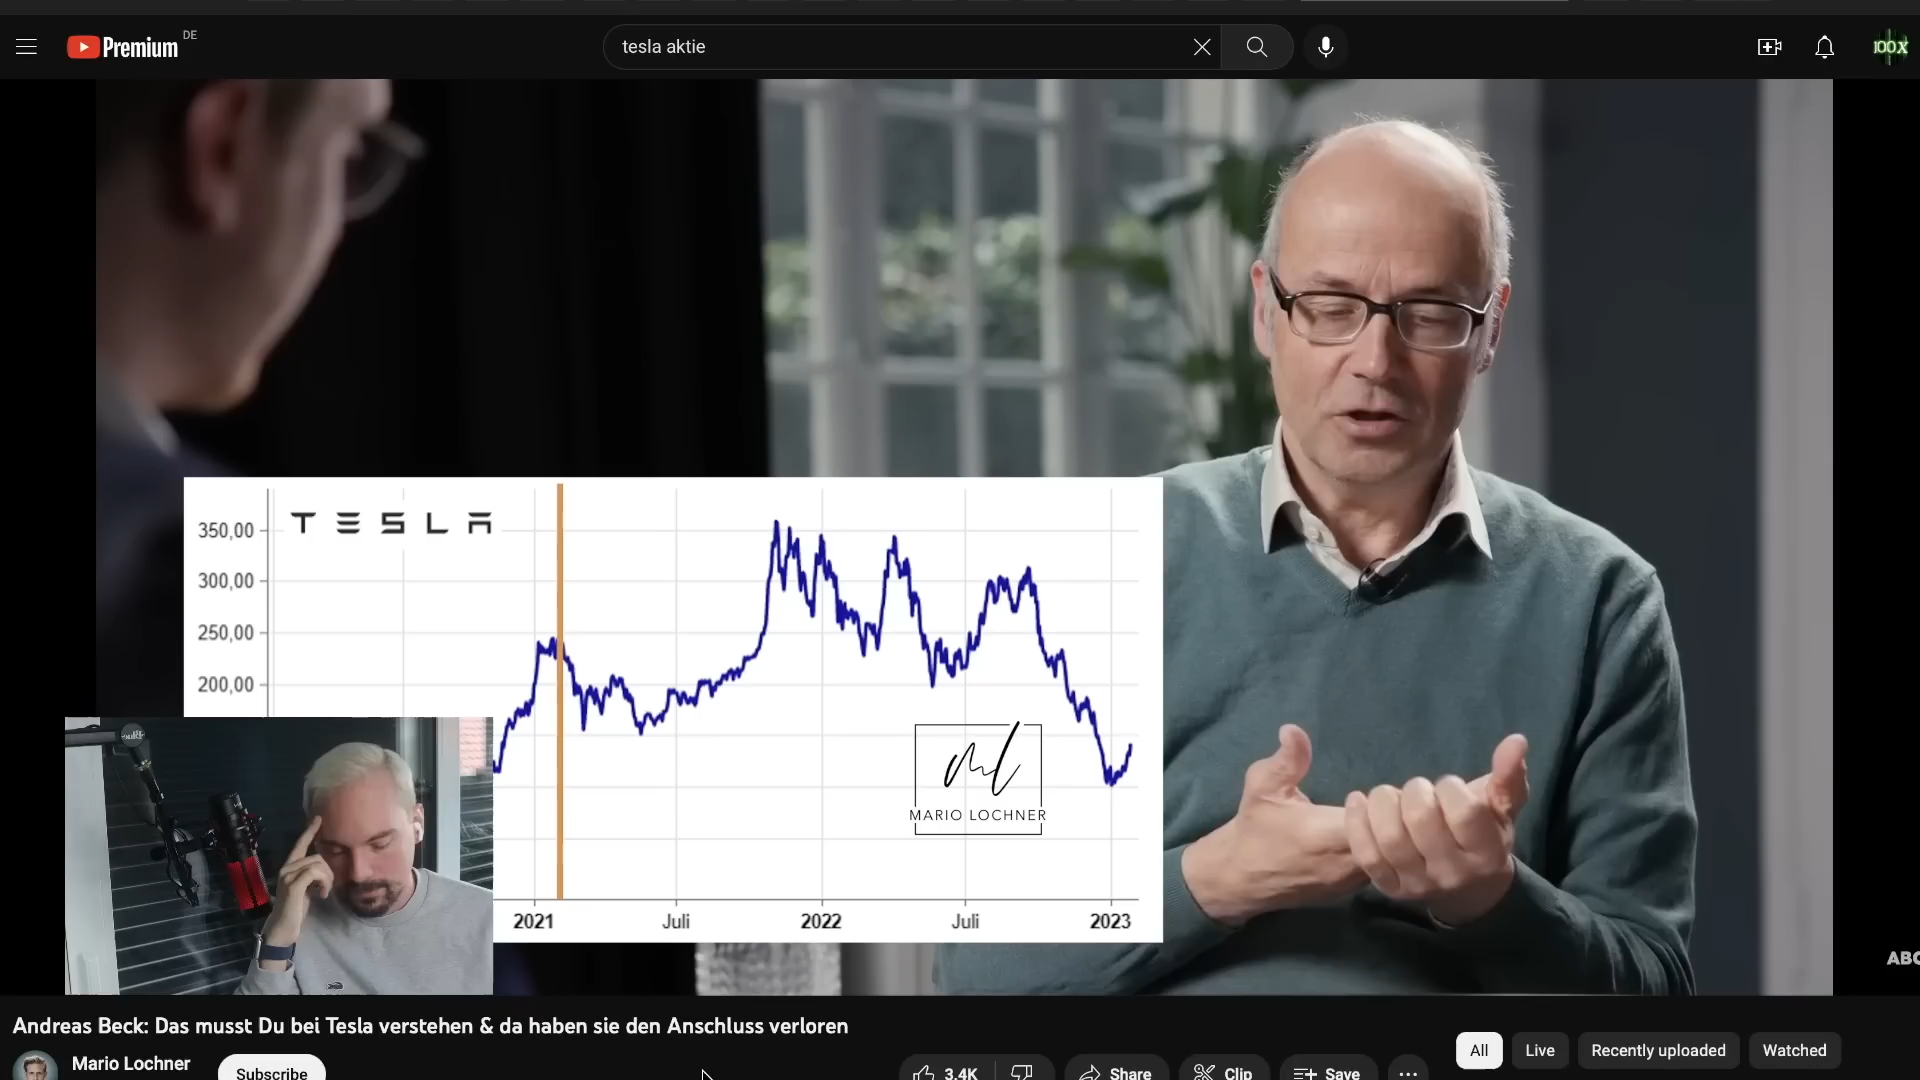 Premium DE
tesla aktie
100X
TESLA
350,00
300,00
250,00
200,00
ml
MARIO LOCHNER
2021 Juli 2022 Juli 2023
Andreas Beck: Das musst Du bei Tesla verstehen & da haben sie den Anschluss verloren
Mario Lochner
Subscribe
3.4K
Share
Clip
Save
All
Live
Recently uploaded
Watched